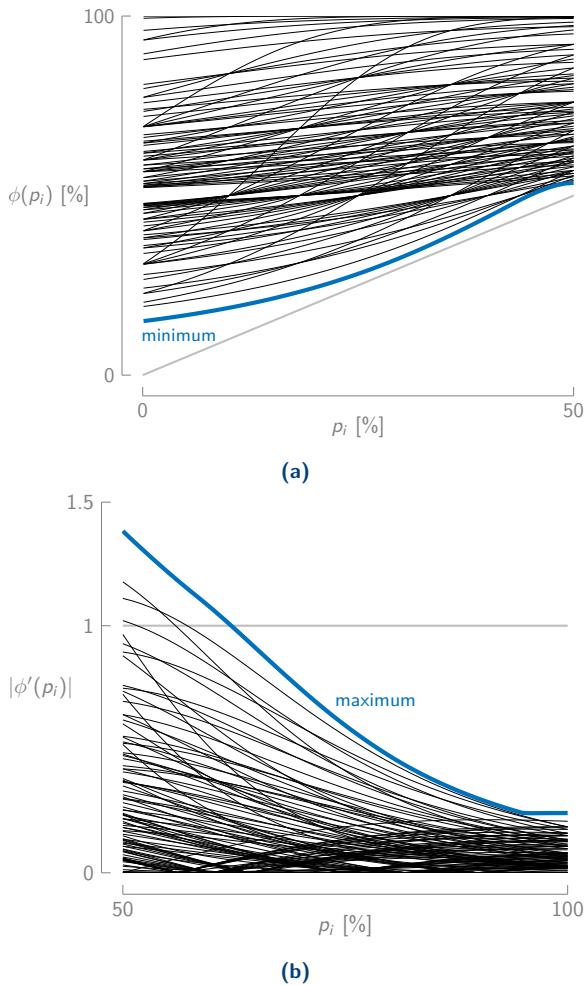 100
ϕ(pᵢ) [%]
minimum
0
0
50
pᵢ [%]
(a)
1.5
1
|ϕ′(pᵢ)|
maximum
0
50
100
pᵢ [%]
(b)